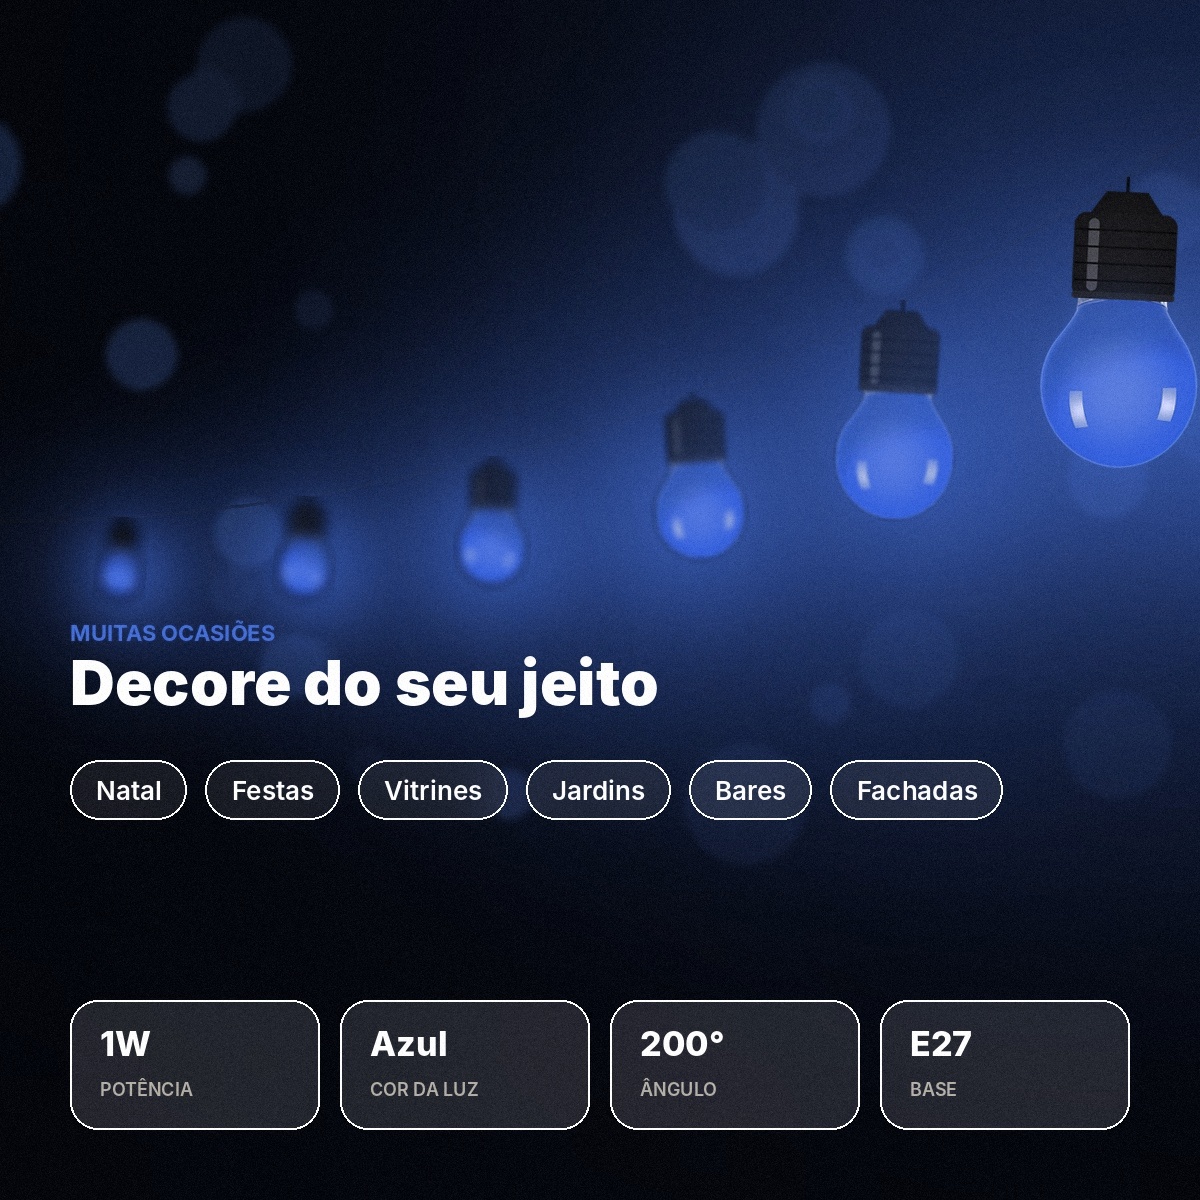 MUITAS OCASIÕES
Decore do seu jeito
Natal Festas Vitrines Jardins Bares Fachadas
1W Azul 200° E27
POTÊNCIA COR DA LUZ ÂNGULO BASE